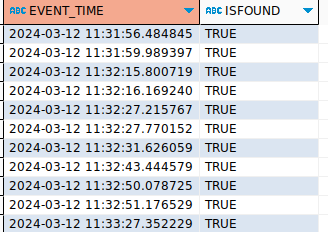 ABC EVENT_TIME ABC ISFOUND
2024-03-12 11:31:56.484845 TRUE
2024-03-12 11:31:59.989397 TRUE
2024-03-12 11:32:15.800719 TRUE
2024-03-12 11:32:16.169240 TRUE
2024-03-12 11:32:27.215767 TRUE
2024-03-12 11:32:27.770152 TRUE
2024-03-12 11:32:31.626059 TRUE
2024-03-12 11:32:43.444579 TRUE
2024-03-12 11:32:50.078725 TRUE
2024-03-12 11:32:51.176529 TRUE
2024-03-12 11:33:27.352229 TRUE